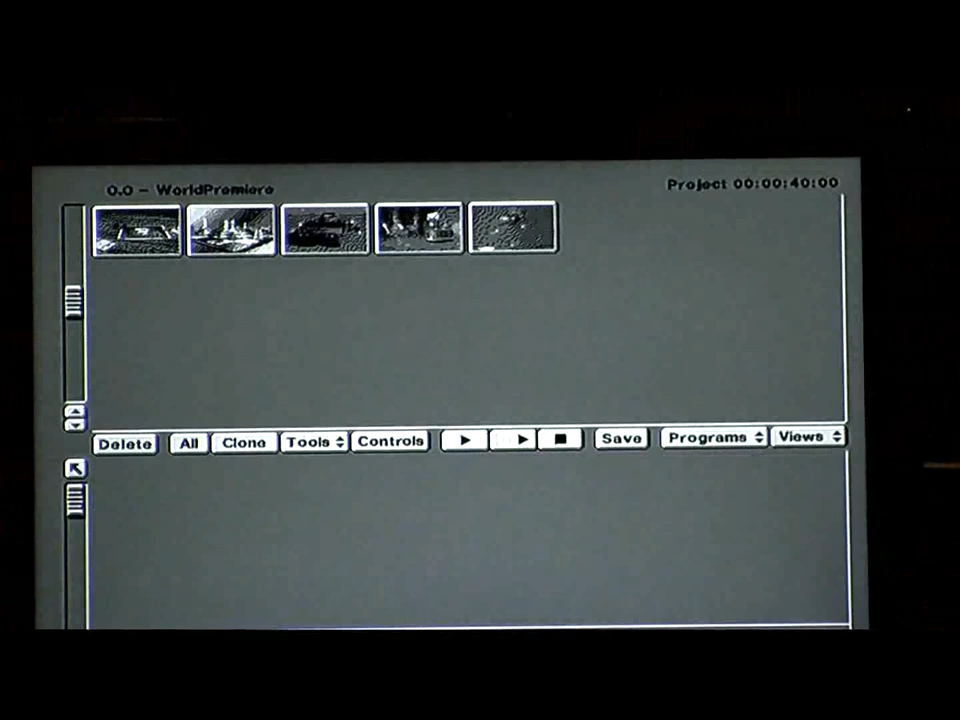 0.0 - WorldPremiere
Project 00:00:40:00
Delete All Clone Tools Controls Save Programs Views